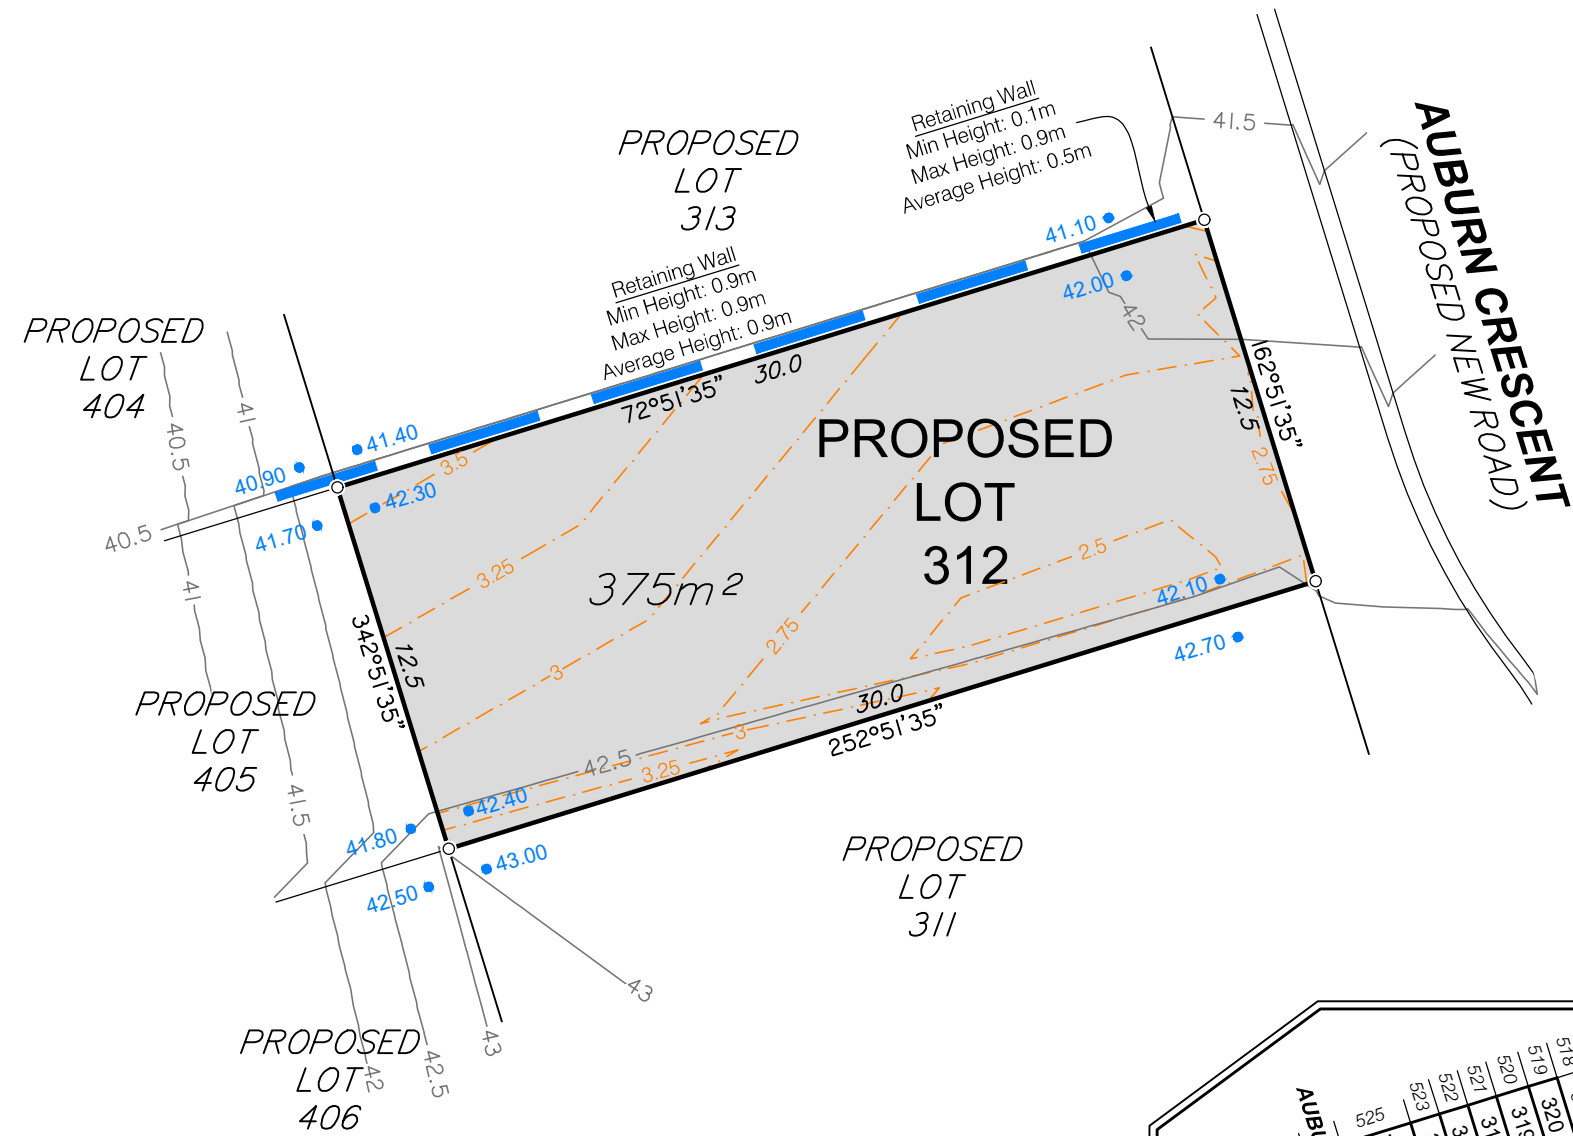 Retaining Wall
Min Height: 0.1m
Max Height: 0.9m
Average Height: 0.5m
41.5
AUBURN CRESCENT
(PROPOSED NEW ROAD)
PROPOSED
LOT
313
41.10
42.00
42
Retaining Wall
Min Height: 0.9m
Max Height: 0.9m
Average Height: 0.9m
30.0
72°51'35"
PROPOSED
LOT
404
40.5
41
41.40
40.90
42.30
41.70
40.5
3.5
162°51'35"
12.5
2.75
PROPOSED
LOT
312
375m²
3.25
3
2.75
2.5
42.10
42.70
41
342°51'35"
12.5
PROPOSED
LOT
405
41.5
30.0
252°51'35"
42.5
3
3.25
42.40
41.80
43.00
42.50
PROPOSED
LOT
311
43
43
42.5
42
PROPOSED
LOT
406
518
519
520
521
522
523
525
320